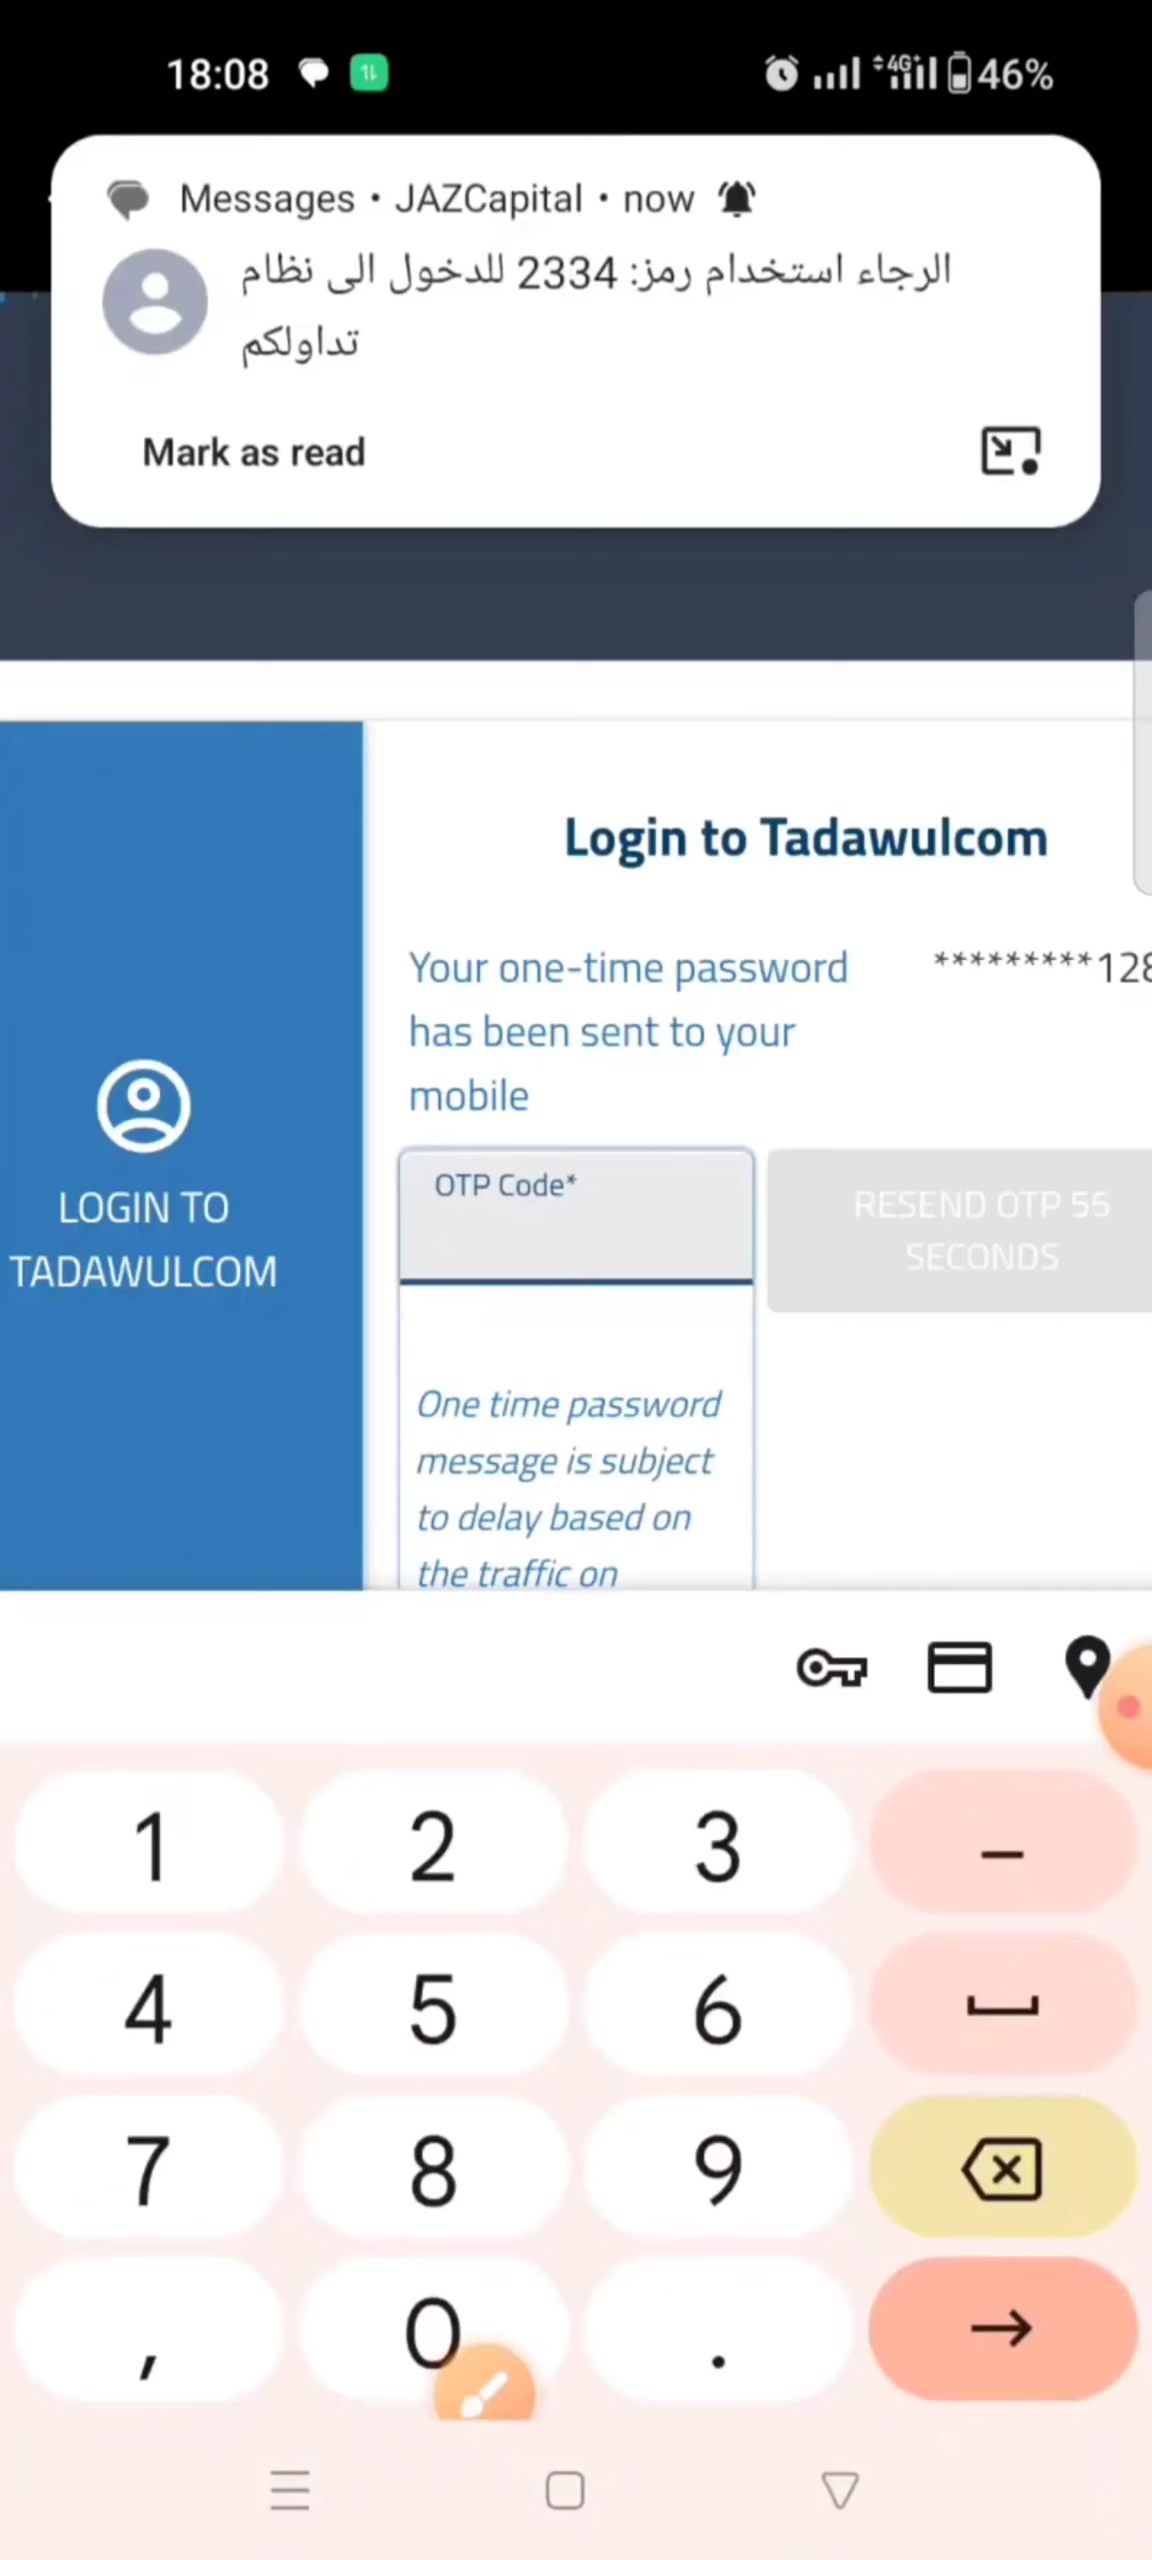 18:08
4G+
46%
Messages • JAZCapital • now
الرجاء استخدام رمز: 2334 للدخول الى نظام
تداولكم
Mark as read
Login to Tadawulcom
Your one-time password
has been sent to your
mobile
*********128
LOGIN TO
TADAWULCOM
OTP Code*
RESEND OTP 55
SECONDS
One time password
message is subject
to delay based on
the traffic on
1 2 3 –
4 5 6
7 8 9
, 0 .